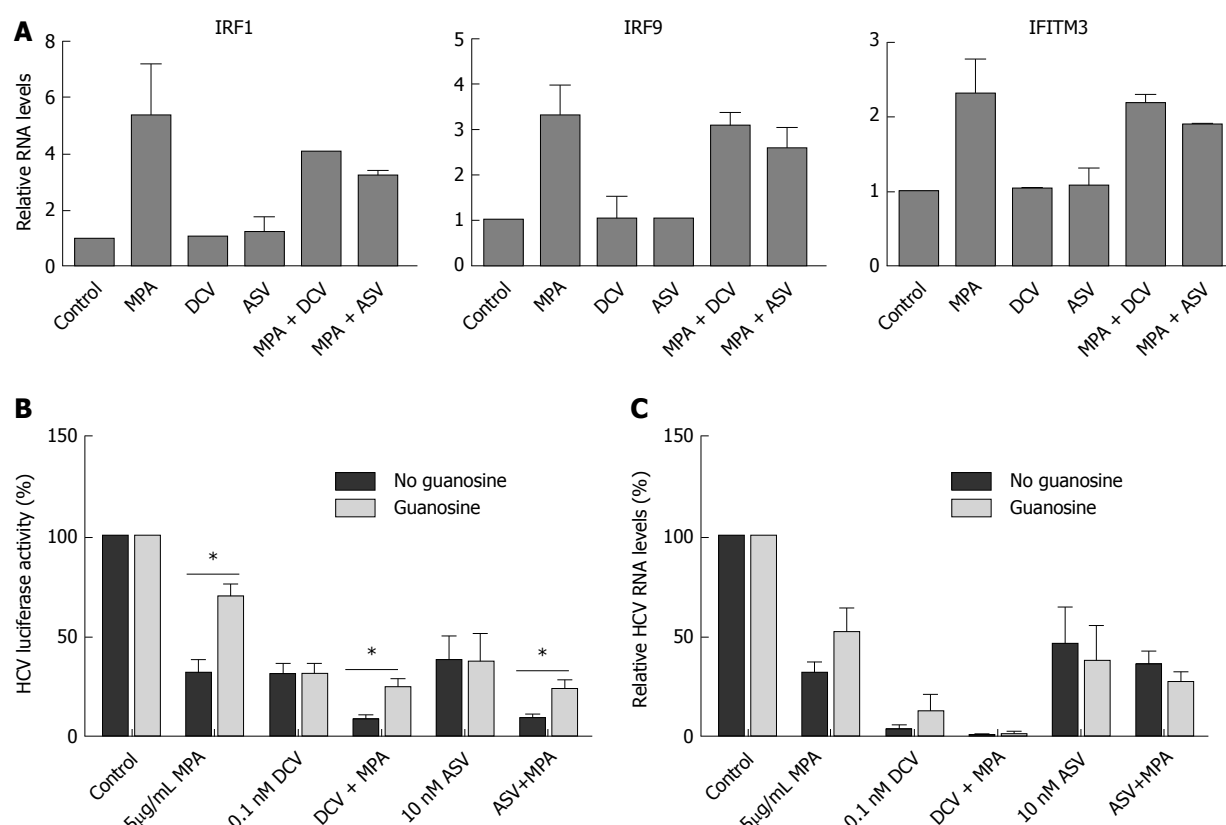 A
IRF1
IRF9
IFITM3
Relative RNA levels
8
6
4
2
0
Control
MPA
DCV
ASV
MPA + DCV
MPA + ASV
5
4
3
2
1
0
Control
MPA
DCV
ASV
MPA + DCV
MPA + ASV
3
2
1
0
Control
MPA
DCV
ASV
MPA + DCV
MPA + ASV
B
HCV luciferase activity (%)
150
100
50
0
No guanosine
Guanosine
*
*
*
Control
5μg/mL MPA
0.1 nM DCV
DCV + MPA
10 nM ASV
ASV+MPA
C
Relative HCV RNA levels (%)
150
100
50
0
No guanosine
Guanosine
Control
5μg/mL MPA
0.1 nM DCV
DCV + MPA
10 nM ASV
ASV+MPA